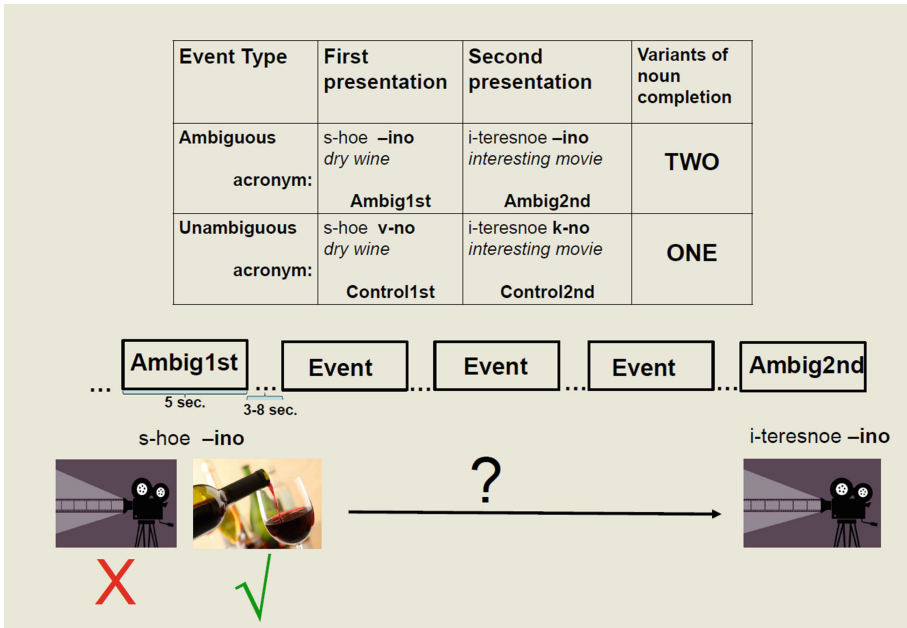 Event Type
First presentation
Second presentation
Variants of noun completion
Ambiguous
acronym:
s-hoe –ino
dry wine
Ambig1st
i-teresnoe –ino
interesting movie
Ambig2nd
TWO
Unambiguous
acronym:
s-hoe v-no
dry wine
Control1st
i-teresnoe k-no
interesting movie
Control2nd
ONE
... Ambig1st ... Event ... Event ... Event ... Ambig2nd
5 sec.
3-8 sec.
s-hoe –ino
i-teresnoe –ino
?
X
√